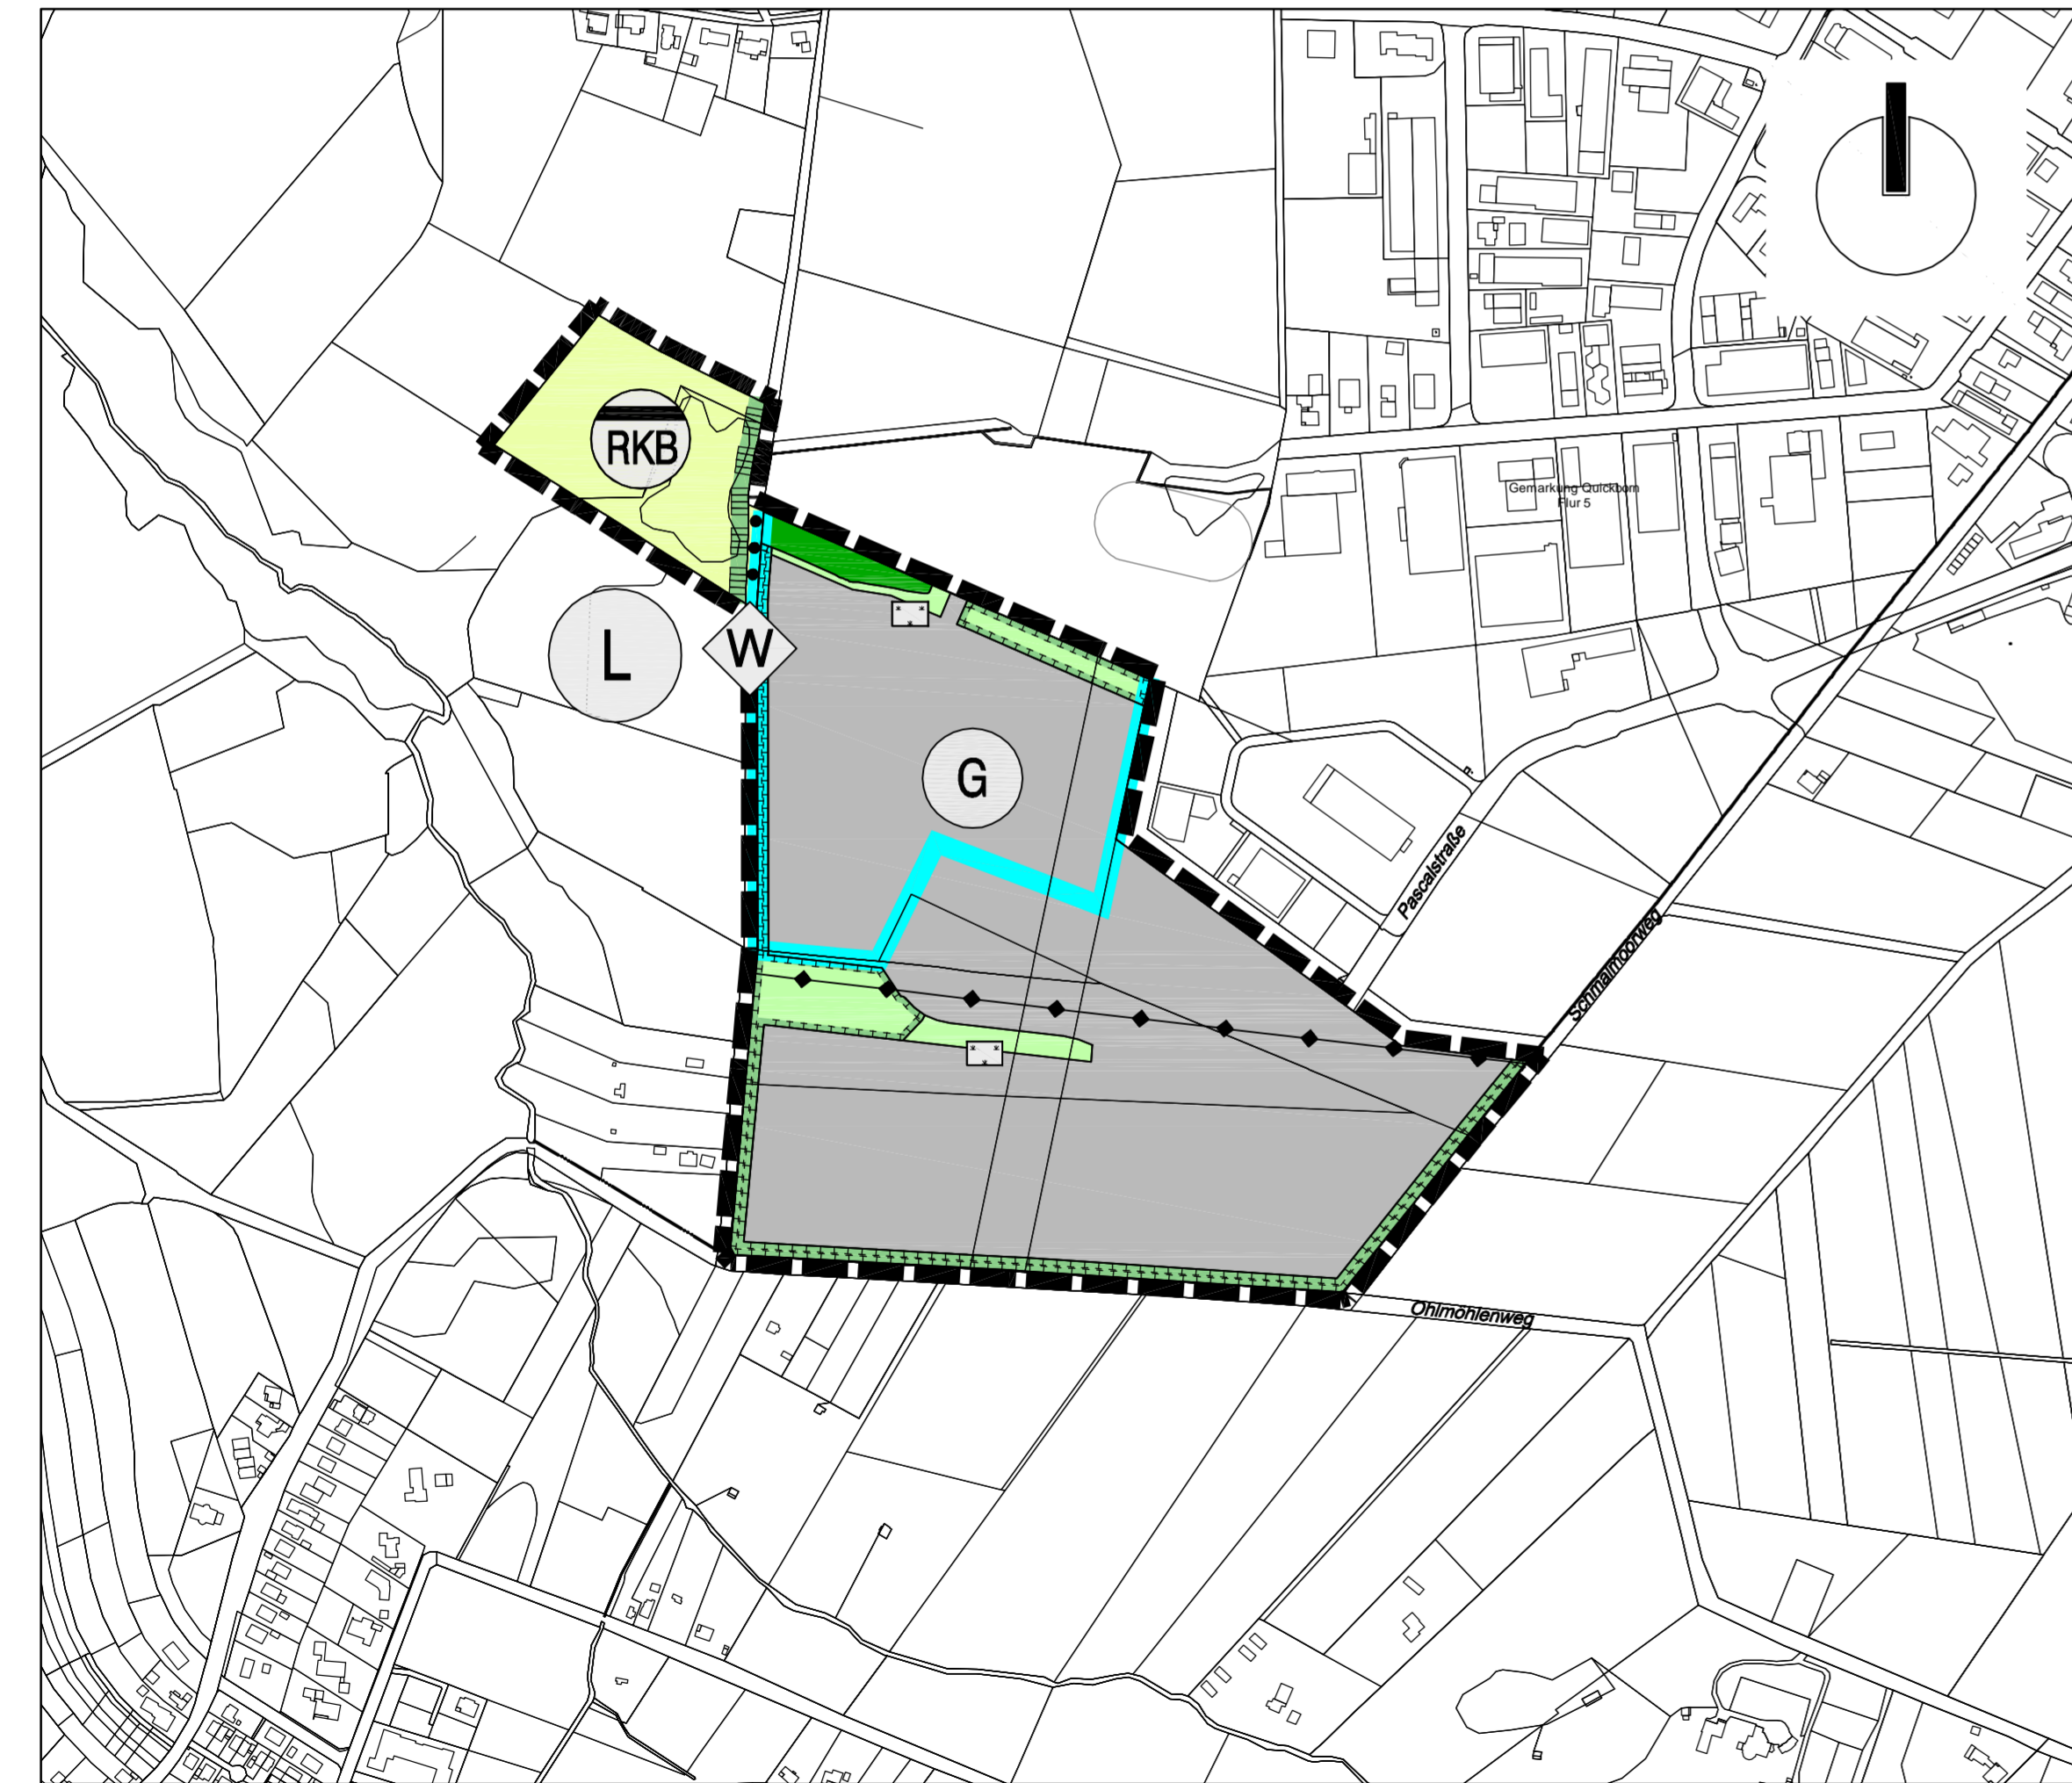 RKB
Gemarkung Quickborn
Flur 5
L
W
G
Pascalstraße
Schmalmoorweg
Ohlmöhlenweg